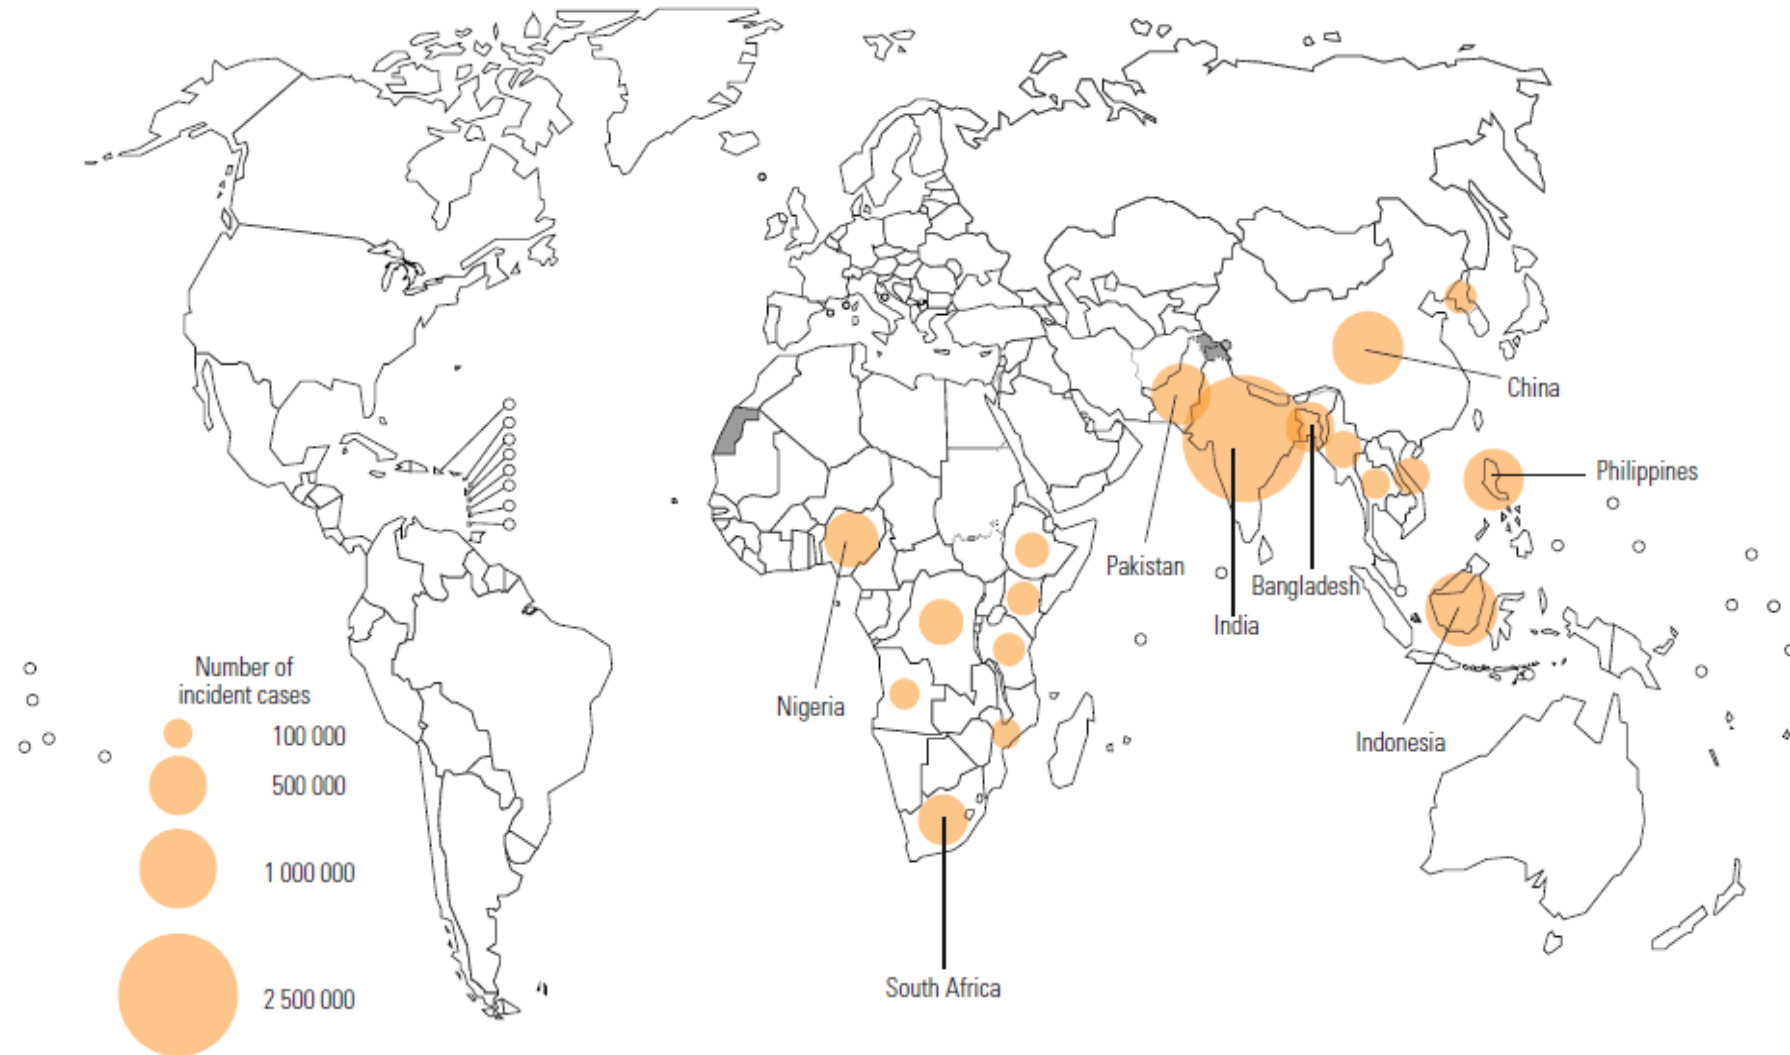 China
Philippines
Pakistan
Bangladesh
India
Number of
incident cases
Nigeria
100 000
Indonesia
500 000
1 000 000
South Africa
2 500 000